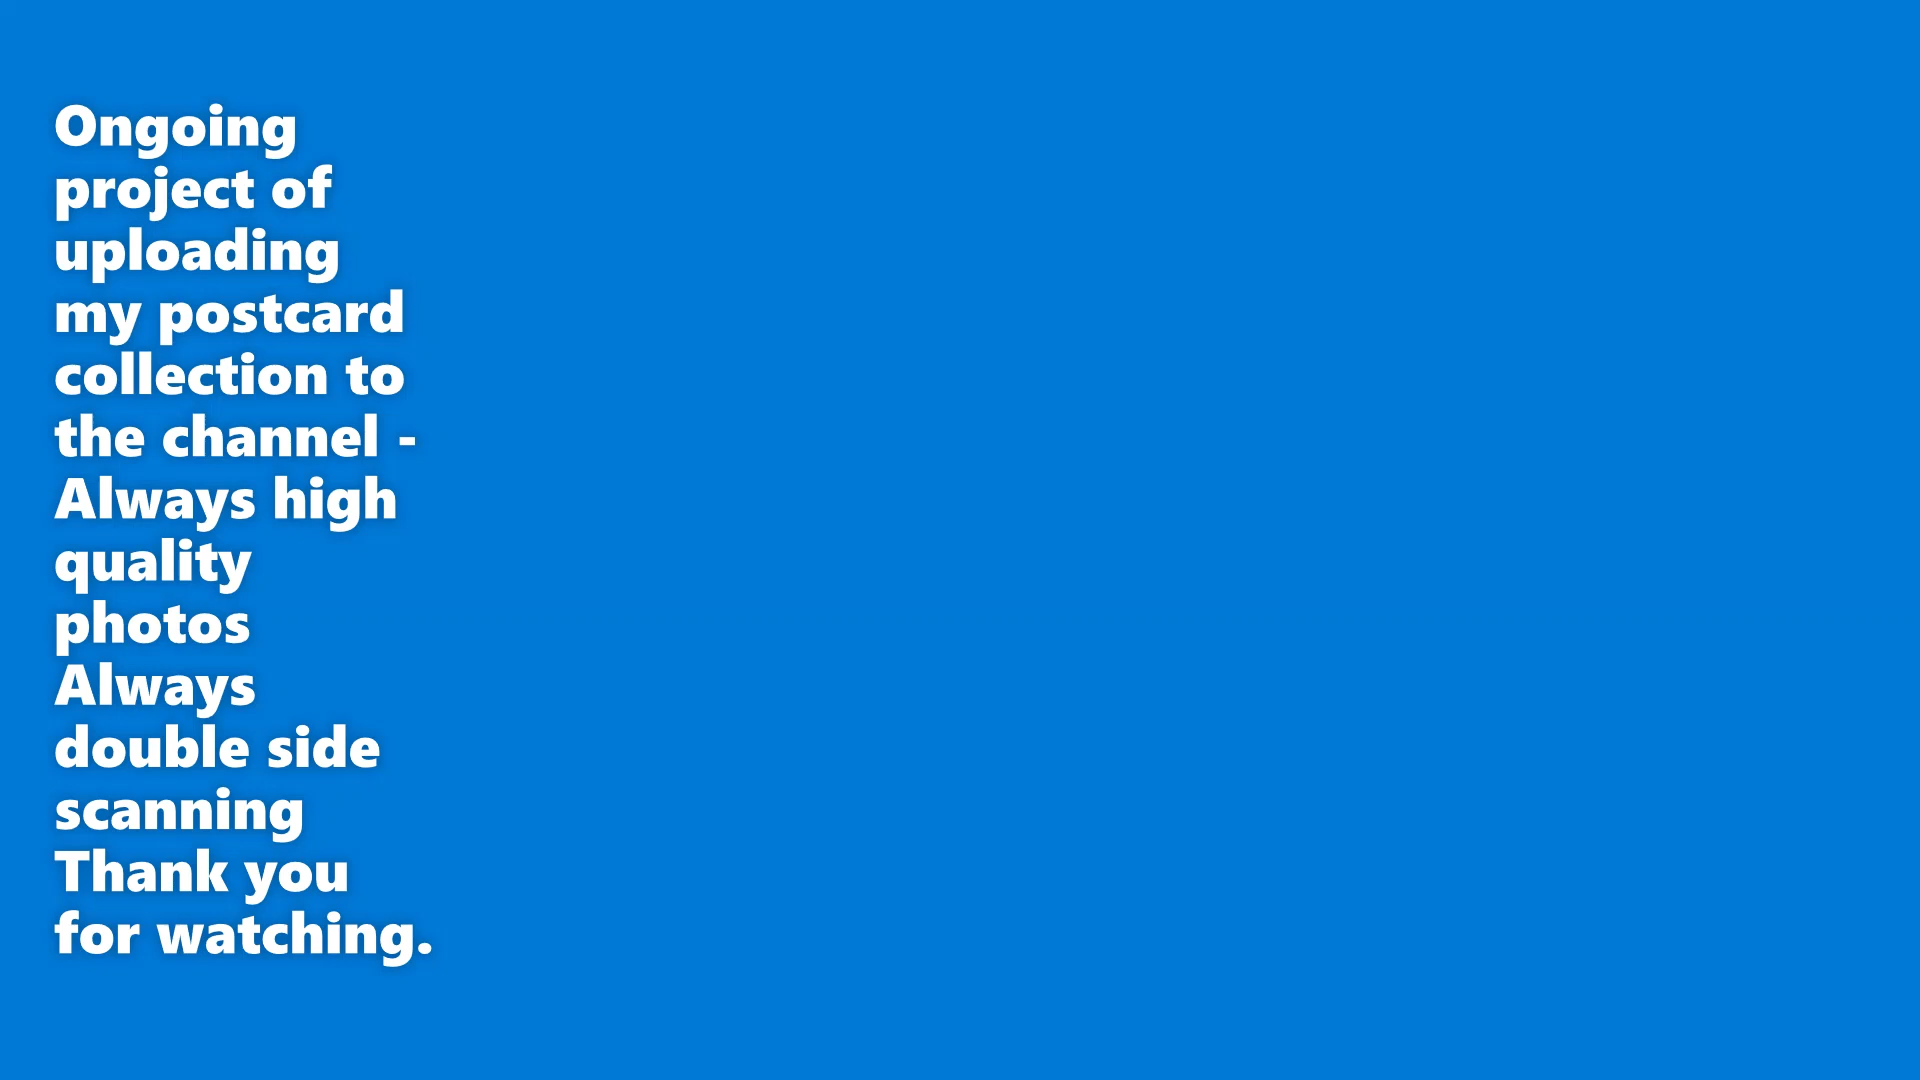 Ongoing
project of
uploading
my postcard
collection to
the channel -
Always high
quality
photos
Always
double side
scanning
Thank you
for watching.